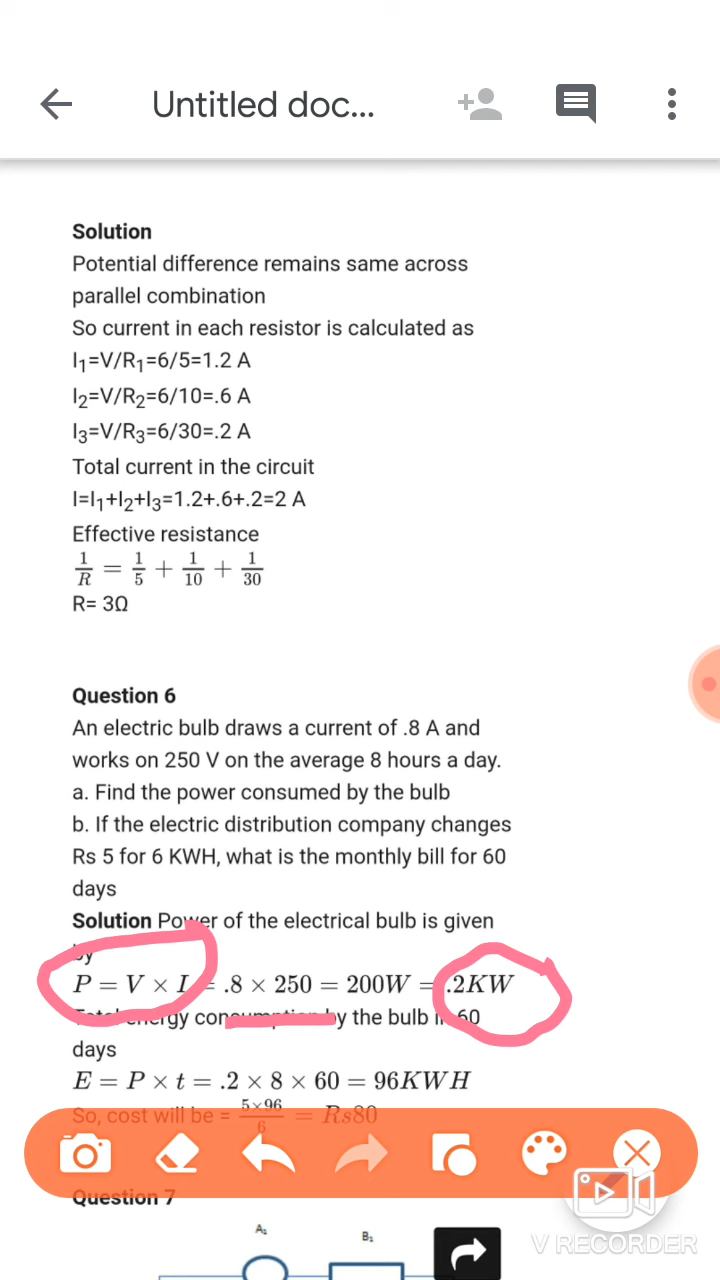 Untitled doc...
Solution
Potential difference remains same across
parallel combination
So current in each resistor is calculated as
I₁=V/R₁=6/5=1.2 A
I₂=V/R₂=6/10=.6 A
I₃=V/R₃=6/30=.2 A
Total current in the circuit
I=I₁+I₂+I₃=1.2+.6+.2=2 A
Effective resistance
1/R = 1/5 + 1/10 + 1/30
R= 3Ω
Question 6
An electric bulb draws a current of .8 A and
works on 250 V on the average 8 hours a day.
a. Find the power consumed by the bulb
b. If the electric distribution company changes
Rs 5 for 6 KWH, what is the monthly bill for 60
days
Solution Power of the electrical bulb is given
by
P = V × I = .8 × 250 = 200W = .2KW
Total energy consumption by the bulb in 60
days
E = P × t = .2 × 8 × 60 = 96KWH
So, cost will be = 5×96/6 = Rs80
Question 7
A₁
B₁
V RECORDER